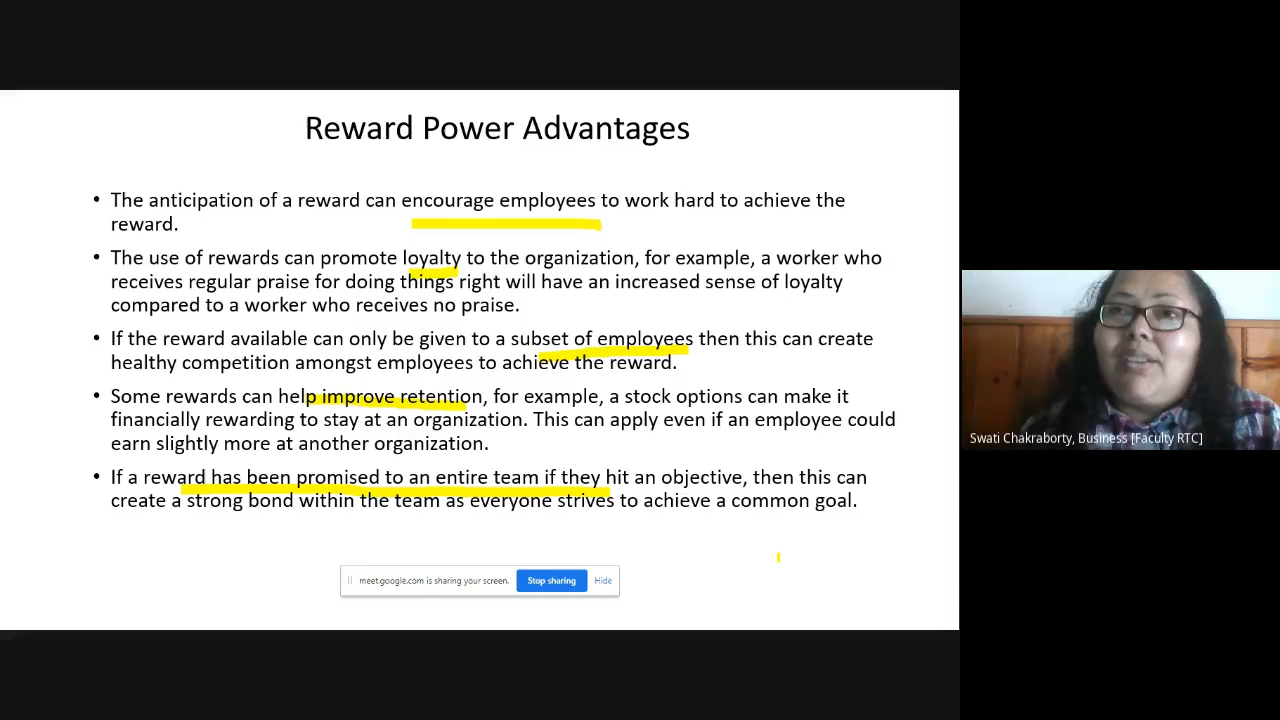 Reward Power Advantages
• The anticipation of a reward can encourage employees to work hard to achieve the
reward.
• The use of rewards can promote loyalty to the organization, for example, a worker who
receives regular praise for doing things right will have an increased sense of loyalty
compared to a worker who receives no praise.
• If the reward available can only be given to a subset of employees then this can create
healthy competition amongst employees to achieve the reward.
• Some rewards can help improve retention, for example, a stock options can make it
financially rewarding to stay at an organization. This can apply even if an employee could
earn slightly more at another organization.
• If a reward has been promised to an entire team if they hit an objective, then this can
create a strong bond within the team as everyone strives to achieve a common goal.
meet.google.com is sharing your screen. Stop sharing Hide
Swati Chakraborty, Business [Faculty RTC]